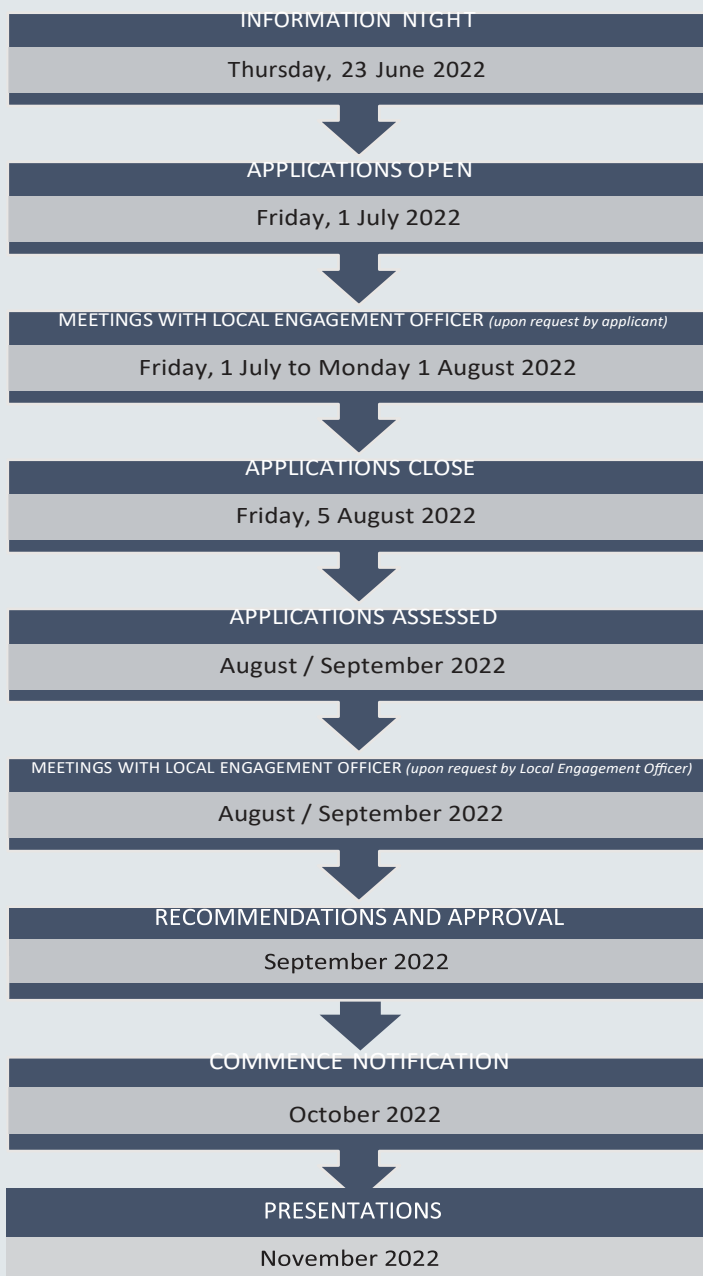 INFORMATION NIGHT
Thursday, 23 June 2022
APPLICATIONS OPEN
Friday, 1 July 2022
MEETINGS WITH LOCAL ENGAGEMENT OFFICER (upon request by applicant)
Friday, 1 July to Monday 1 August 2022
APPLICATIONS CLOSE
Friday, 5 August 2022
APPLICATIONS ASSESSED
August / September 2022
MEETINGS WITH LOCAL ENGAGEMENT OFFICER (upon request by Local Engagement Officer)
August / September 2022
RECOMMENDATIONS AND APPROVAL
September 2022
COMMENCE NOTIFICATION
October 2022
PRESENTATIONS
November 2022